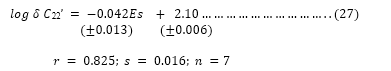 log δ C₂₂’ = −0.042Es + 2.10 … … … … … … … … … … .. (27)
(±0.013) (±0.006)
r = 0.825; s = 0.016; n = 7